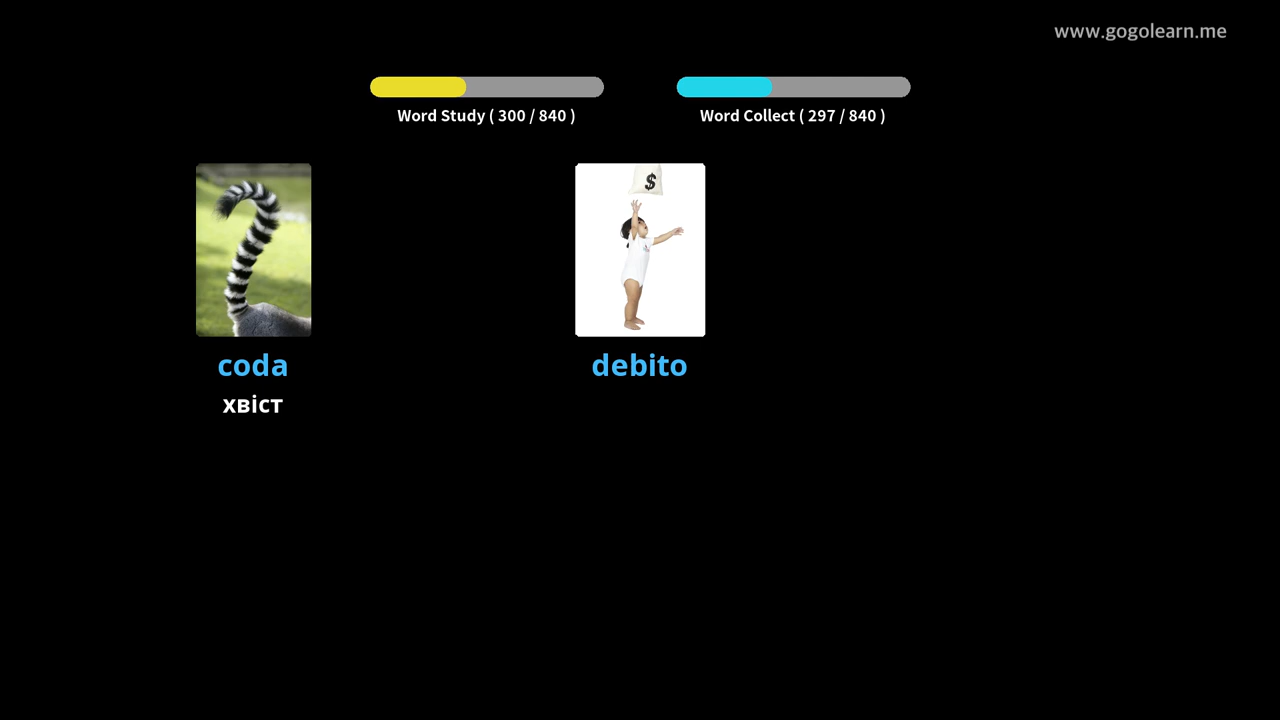 www.gogolearn.me
Word Study ( 300 / 840 )
Word Collect ( 297 / 840 )
$
coda
debito
хвіст